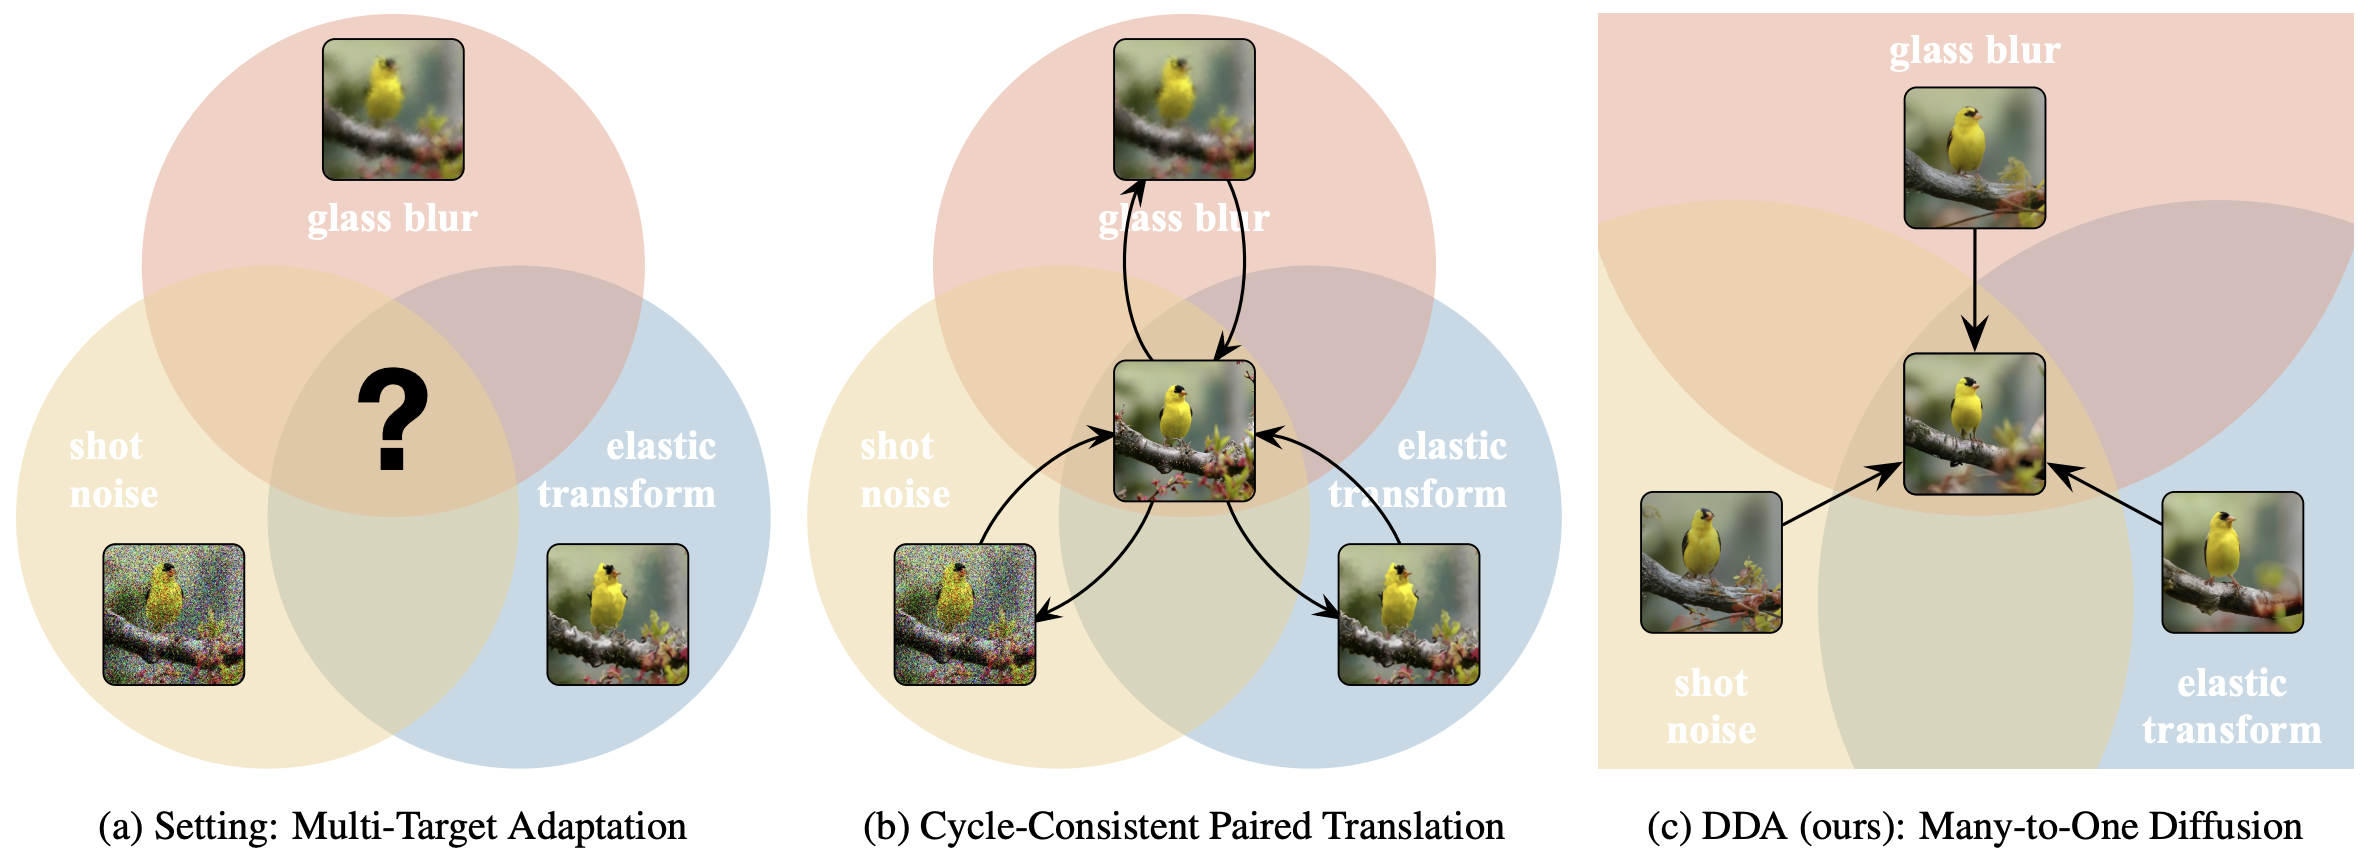 glass blur
?
shot
noise
elastic
transform
(a) Setting: Multi-Target Adaptation
glass blur
shot
noise
elastic
transform
(b) Cycle-Consistent Paired Translation
glass blur
shot
noise
elastic
transform
(c) DDA (ours): Many-to-One Diffusion